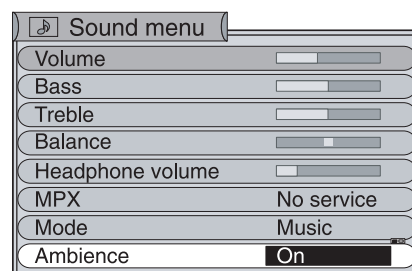 Sound menu
Volume
Bass
Treble
Balance
Headphone volume
MPX No service
Mode Music
Ambience On